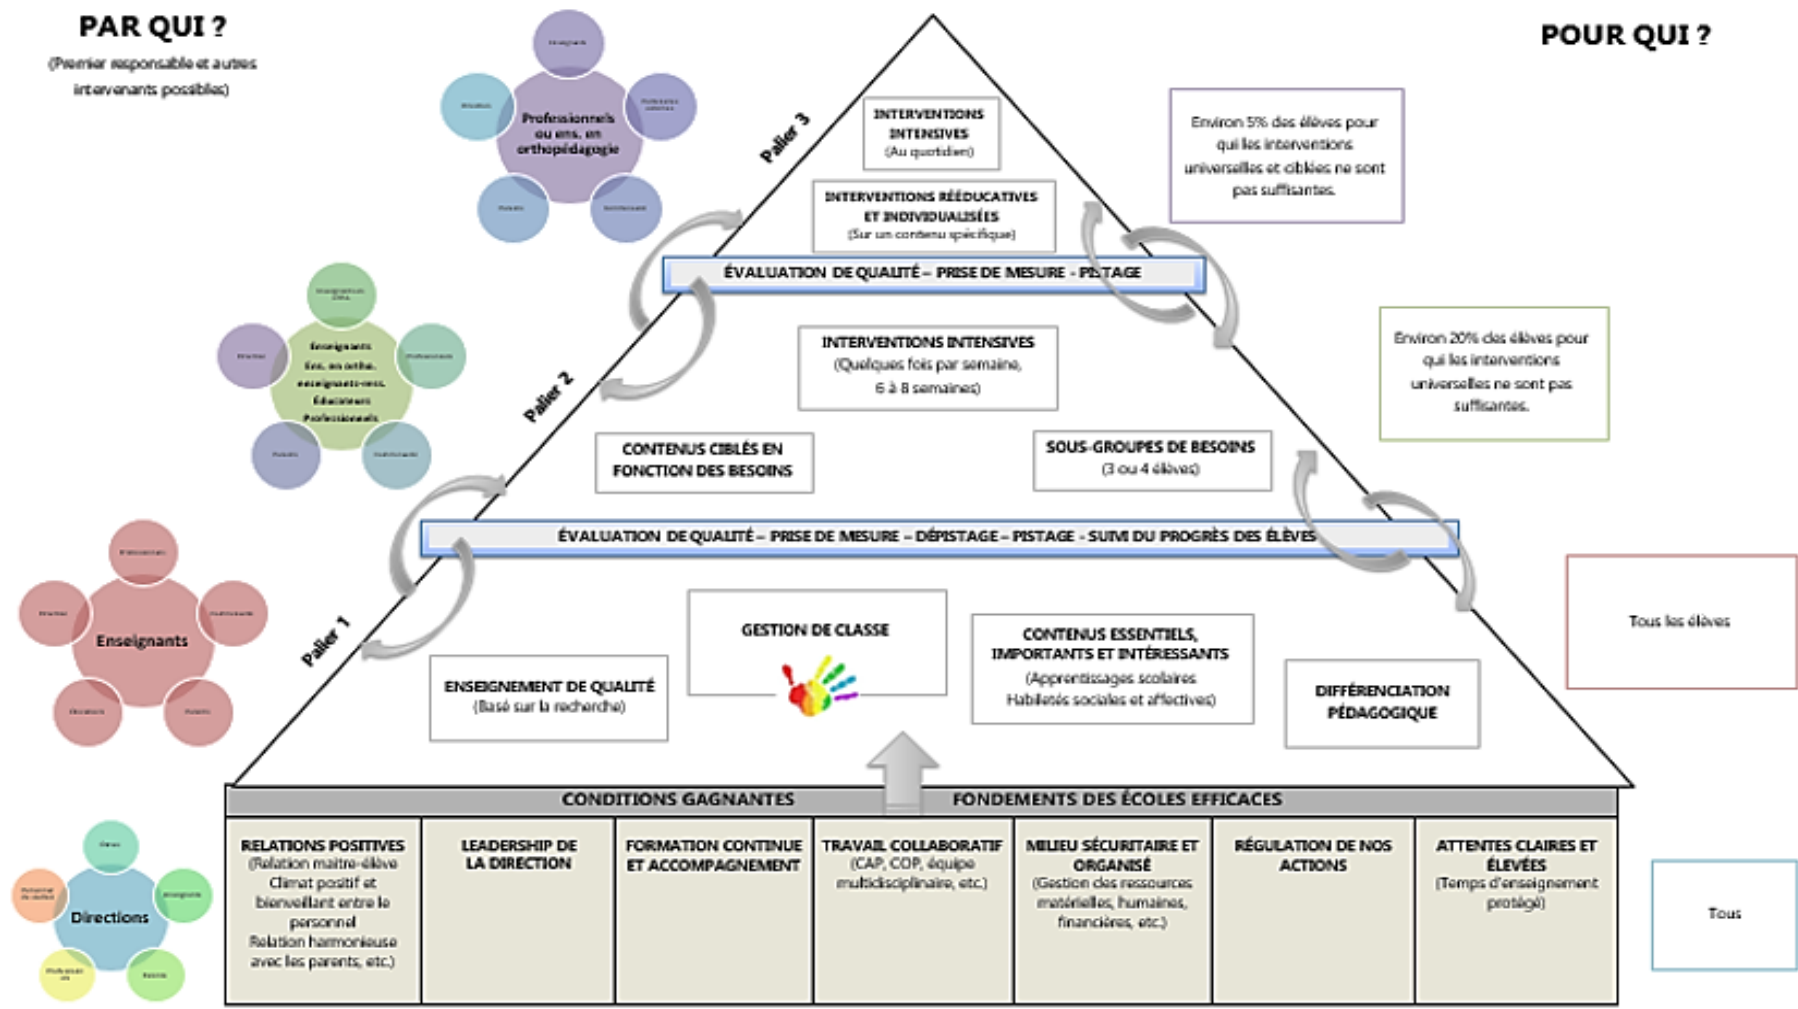 PAR QUI ?
(Premier responsable et autres
intervenants possibles)
POUR QUI ?
Enseignants
Professionnels
ou ens. en
orthopédagogie
Palier 3
INTERVENTIONS
INTENSIVES
(Au quotidien)
INTERVENTIONS RÉÉDUCATIVES
ET INDIVIDUALISÉES
(Sur un contenu spécifique)
Environ 5% des élèves pour
qui les interventions
universelles et ciblées ne sont
pas suffisantes.
ÉVALUATION DE QUALITÉ – PRISE DE MESURE - PISTAGE
Enseignants
Ens. en ortho.
enseignants-ress.
Éducateurs
Professionnels
Palier 2
INTERVENTIONS INTENSIVES
(Quelques fois par semaine,
6 à 8 semaines)
CONTENUS CIBLÉS EN
FONCTION DES BESOINS
SOUS-GROUPES DE BESOINS
(3 ou 4 élèves)
Environ 20% des élèves pour
qui les interventions
universelles ne sont pas
suffisantes.
ÉVALUATION DE QUALITÉ – PRISE DE MESURE – DÉPISTAGE – PISTAGE - SUIVI DU PROGRÈS DES ÉLÈVES
Enseignants
Palier 1
ENSEIGNEMENT DE QUALITÉ
(Basé sur la recherche)
GESTION DE CLASSE
CONTENUS ESSENTIELS,
IMPORTANTS ET INTÉRESSANTS
(Apprentissages scolaires
Habiletés sociales et affectives)
DIFFÉRENCIATION
PÉDAGOGIQUE
Tous les élèves
CONDITIONS GAGNANTES
FONDEMENTS DES ÉCOLES EFFICACES
Directions
RELATIONS POSITIVES
(Relation maitre-élève
Climat positif et
bienveillant entre le
personnel
Relation harmonieuse
avec les parents, etc.)
LEADERSHIP DE
LA DIRECTION
FORMATION CONTINUE
ET ACCOMPAGNEMENT
TRAVAIL COLLABORATIF
(CAP, COP, équipe
multidisciplinaire, etc.)
MILIEU SÉCURITAIRE ET
ORGANISÉ
(Gestion des ressources
matérielles, humaines,
financières, etc.)
RÉGULATION DE NOS
ACTIONS
ATTENTES CLAIRES ET
ÉLEVÉES
(Temps d'enseignement
protégé)
Tous